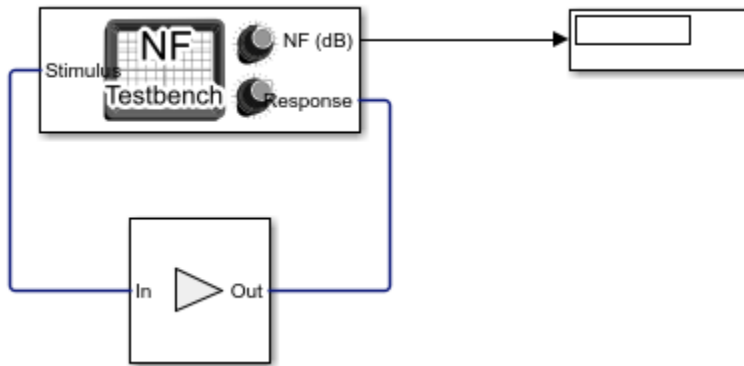 NF
NF (dB)
Stimulus
Testbench
Response
In
Out